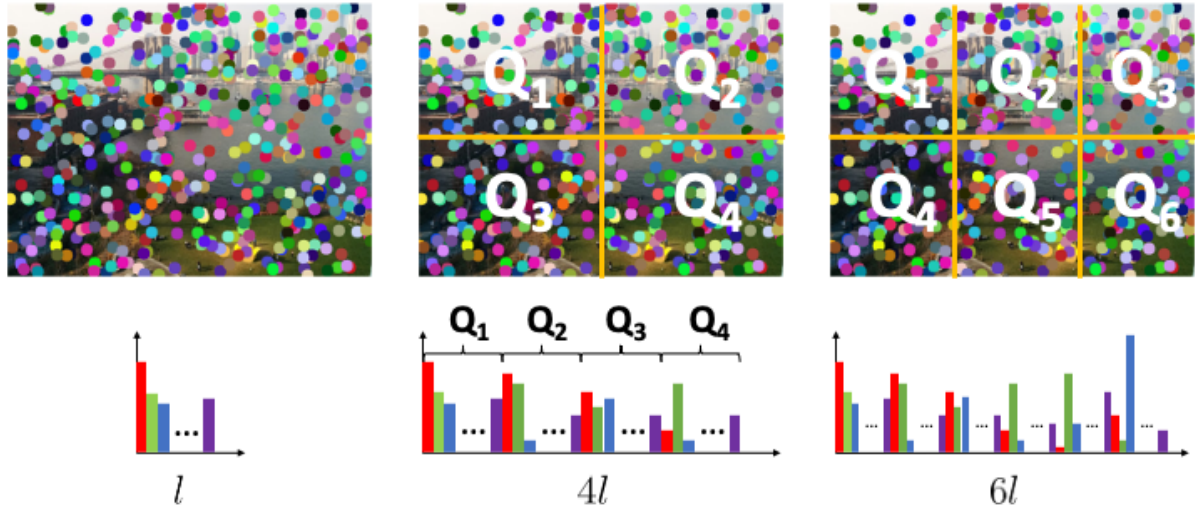 Q1 Q2
Q3 Q4
Q1 Q2 Q3
Q4 Q5 Q6
Q1 Q2 Q3 Q4
...
... ... ... ...
... ... ... ... ... ...
l
4l
6l